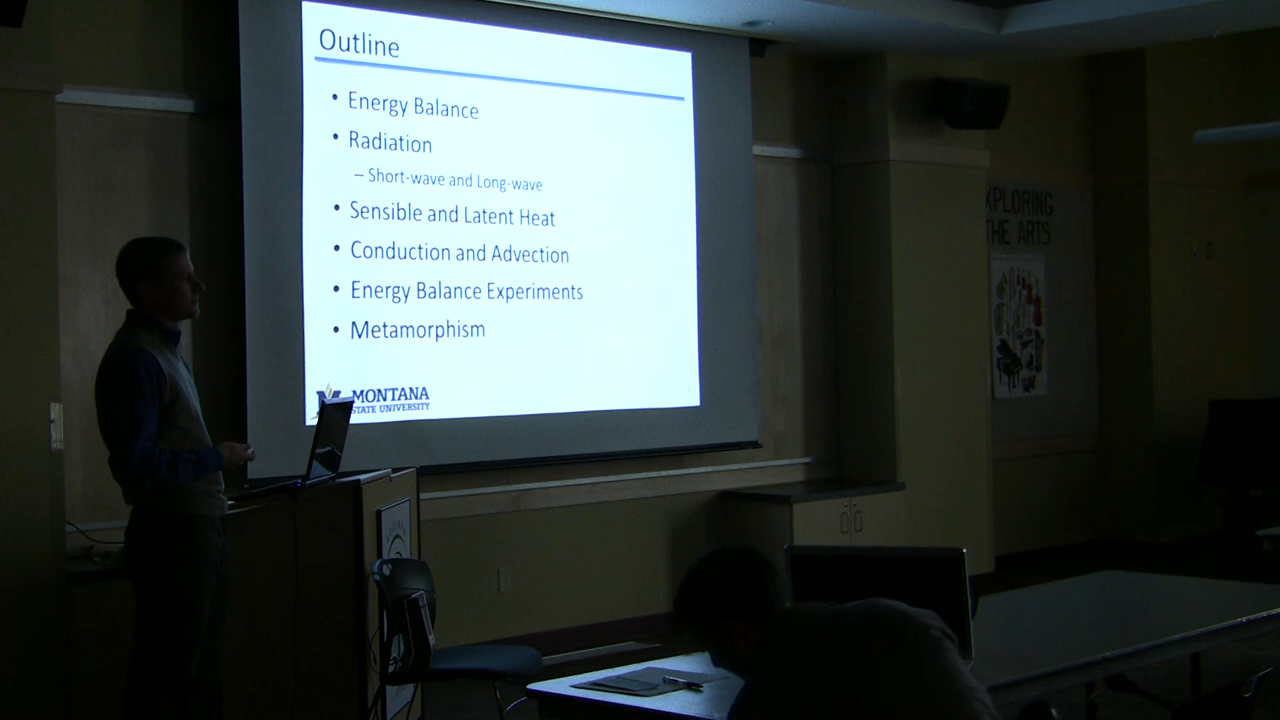 Outline
• Energy Balance
• Radiation
– Short-wave and Long-wave
• Sensible and Latent Heat
• Conduction and Advection
• Energy Balance Experiments
• Metamorphism
MONTANA
STATE UNIVERSITY
XPLORING
THE ARTS